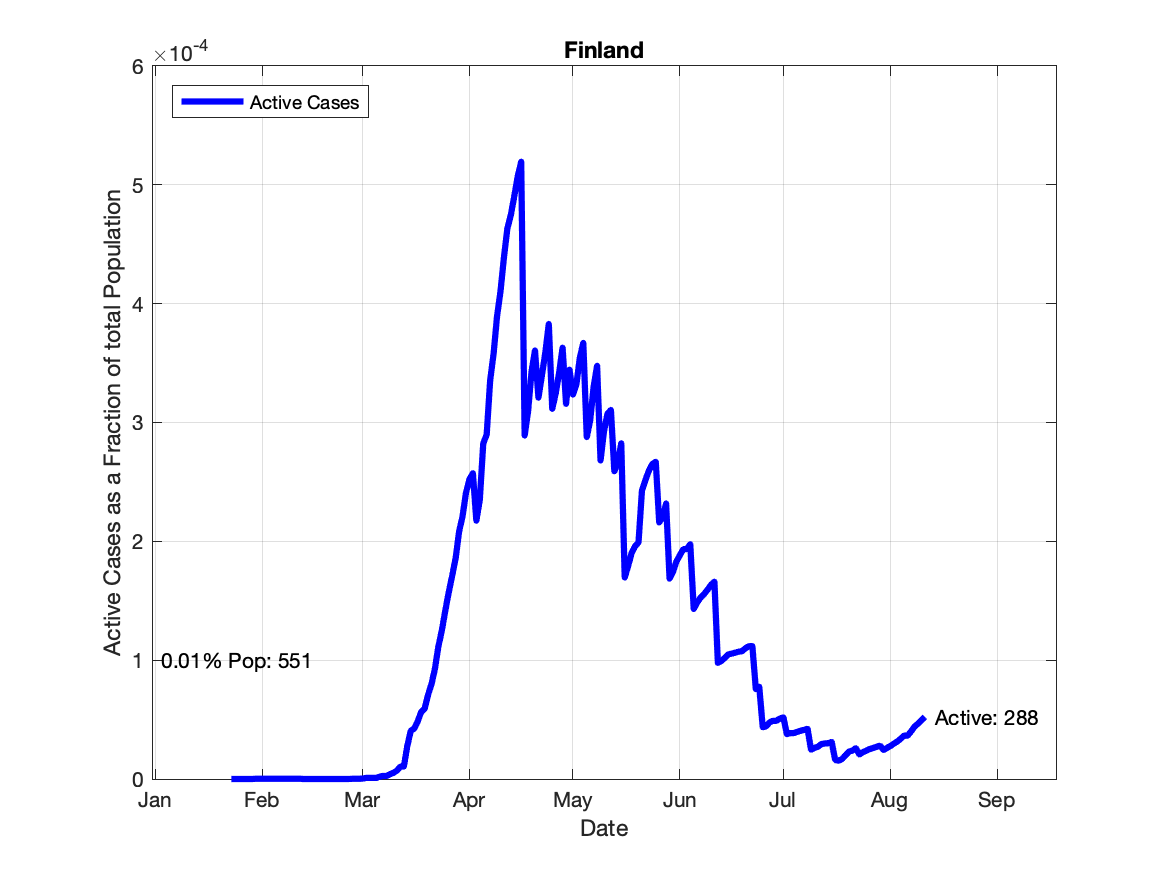 Finland
×10⁻⁴
Active Cases
6
5
4
3
2
1
0
Active Cases as a Fraction of total Population
0.01% Pop: 551
Active: 288
Jan Feb Mar Apr May Jun Jul Aug Sep
Date